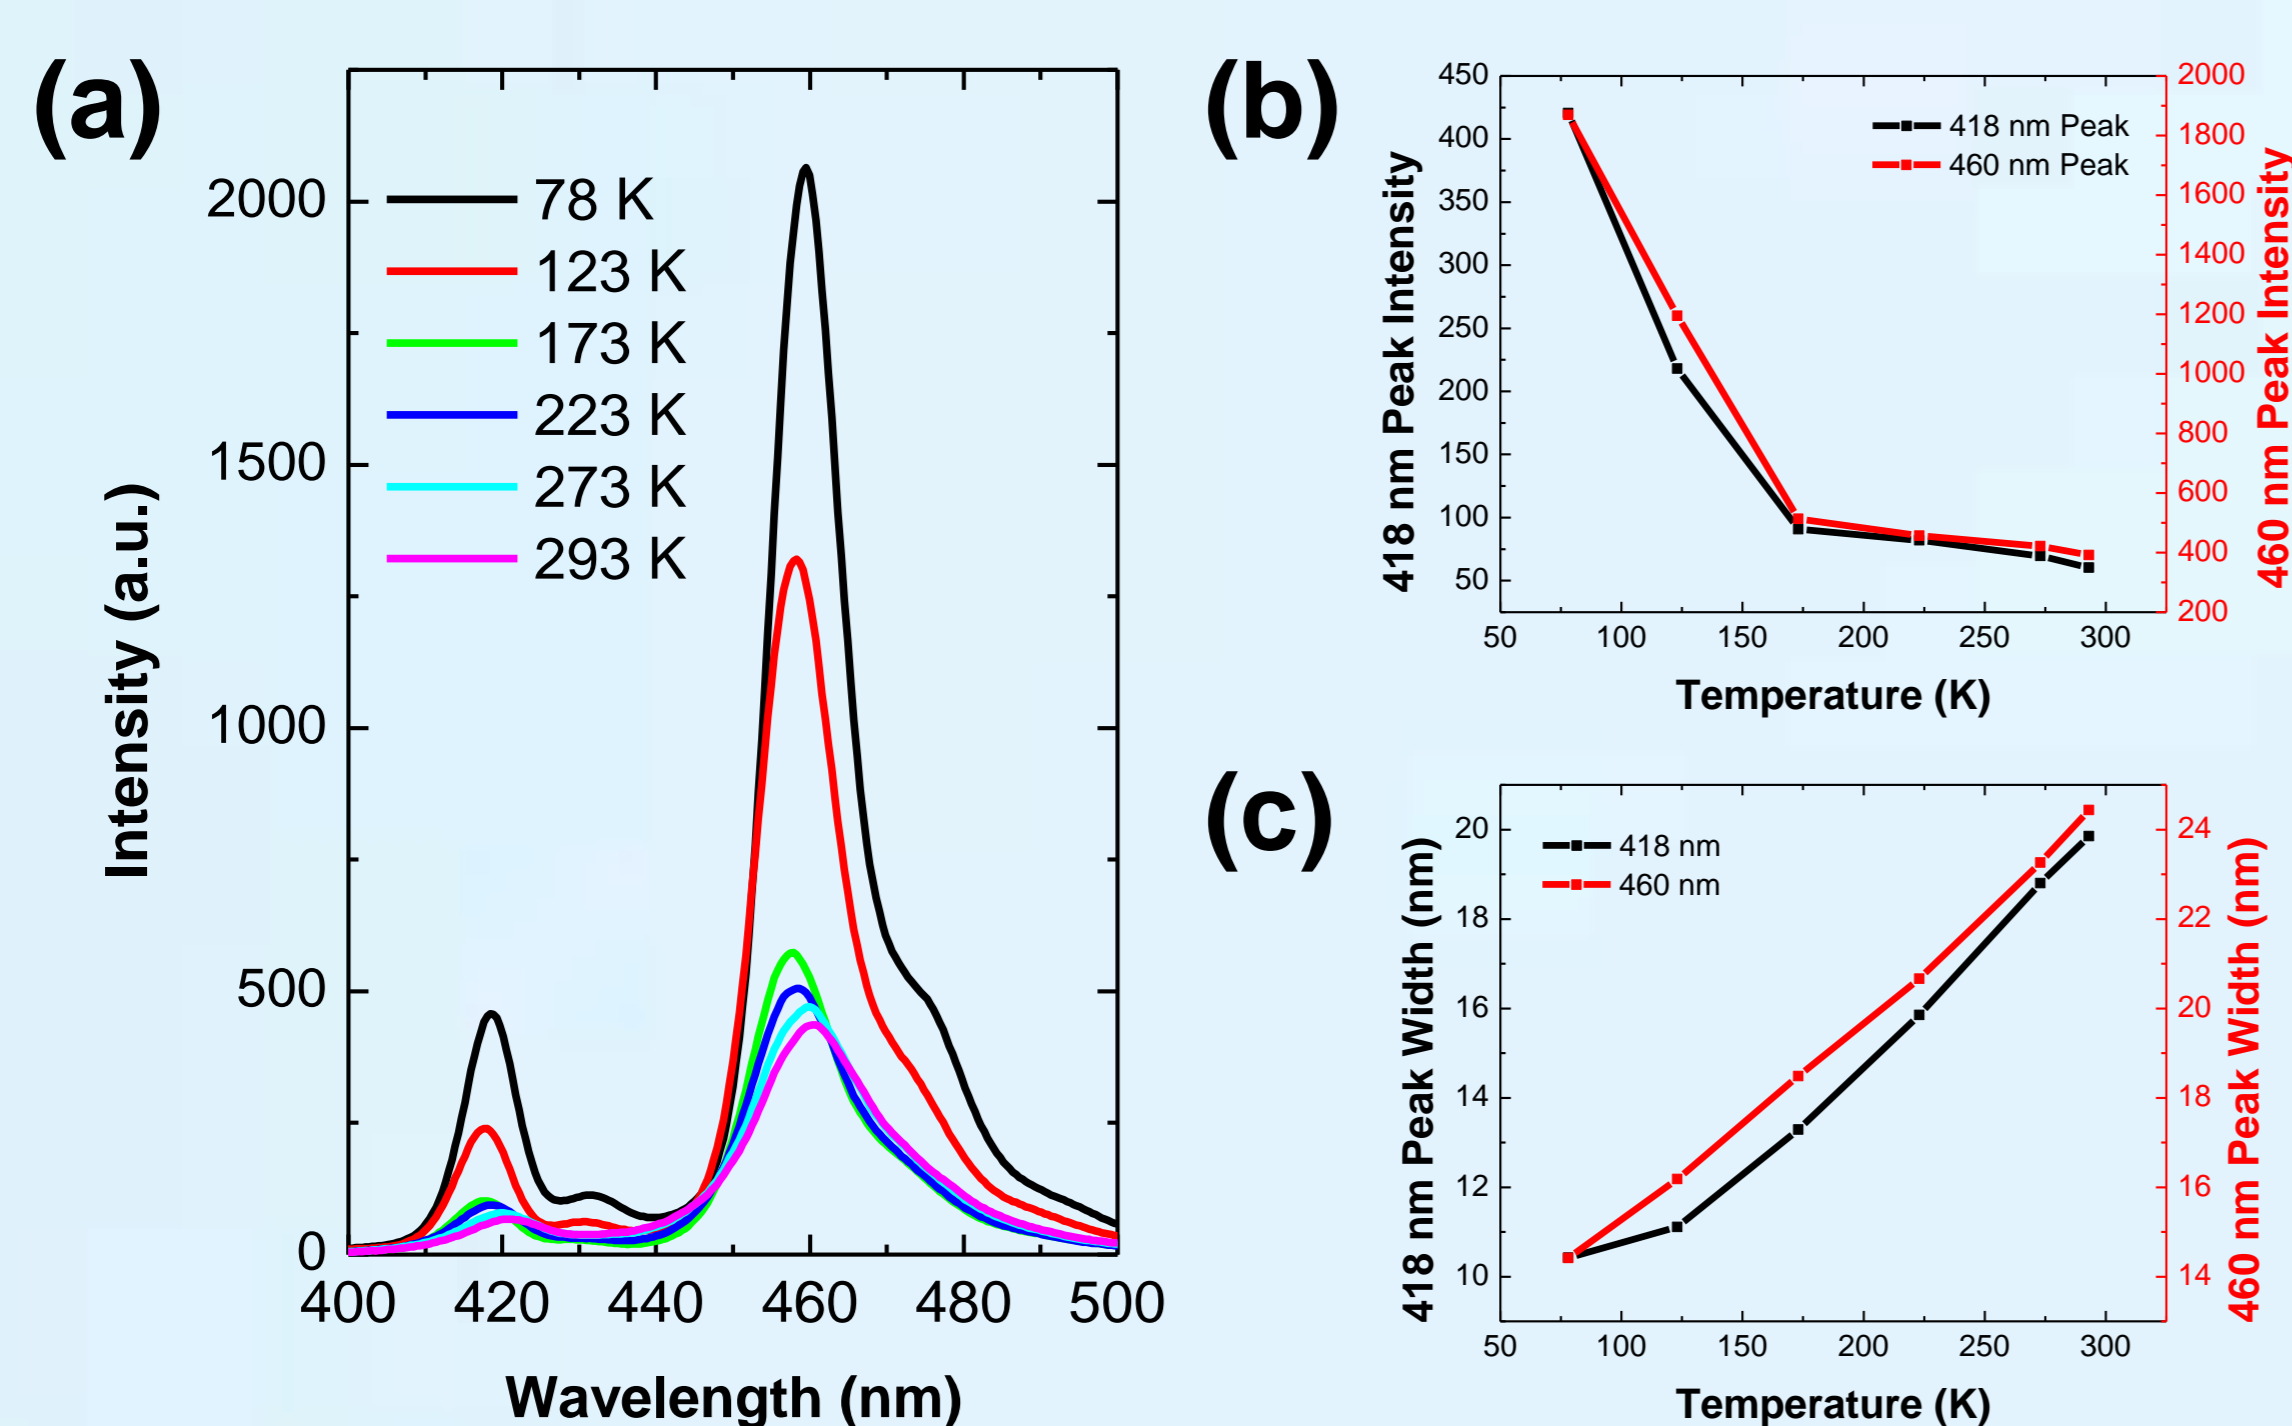 (a)
2000
1500
1000
500
0
400 420 440 460 480 500
Intensity (a.u.)
Wavelength (nm)
78 K
123 K
173 K
223 K
273 K
293 K
(b)
450
400
350
300
250
200
150
100
50
418 nm Peak Intensity
418 nm Peak
460 nm Peak
2000
1800
1600
1400
1200
1000
800
600
400
200
460 nm Peak Intensity
50 100 150 200 250 300
Temperature (K)
(c)
20
18
16
14
12
10
418 nm Peak Width (nm)
418 nm
460 nm
24
22
20
18
16
14
460 nm Peak Width (nm)
50 100 150 200 250 300
Temperature (K)